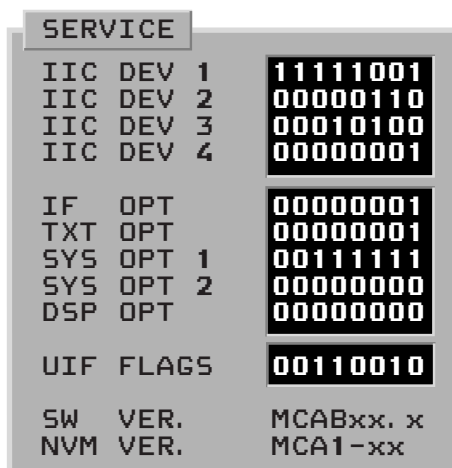 SERVICE
IIC DEV 1 11111001
IIC DEV 2 00000110
IIC DEV 3 00010100
IIC DEV 4 00000001
IF OPT 00000001
TXT OPT 00000001
SYS OPT 1 00111111
SYS OPT 2 00000000
DSP OPT 00000000
UIF FLAGS 00110010
SW VER. MCABxx. x
NVM VER. MCA1-xx